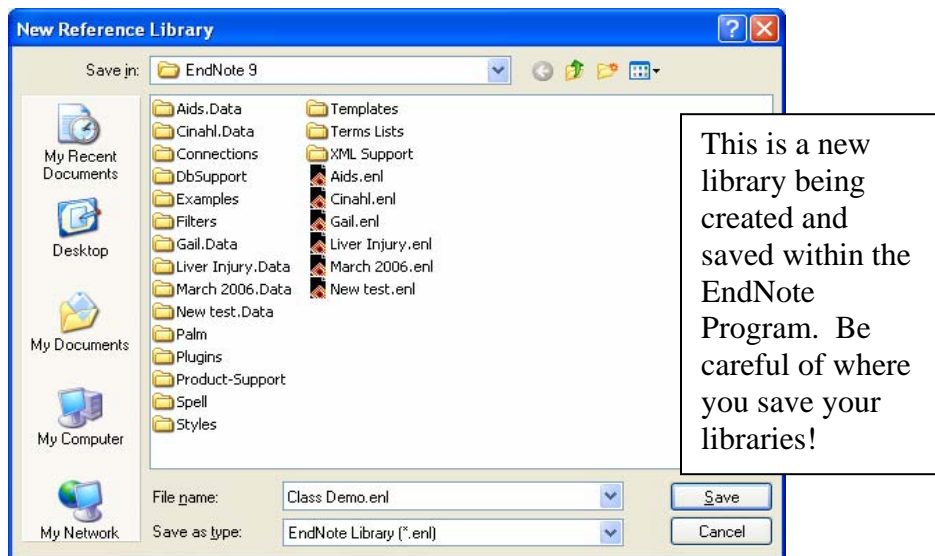 New Reference Library
Save in:
EndNote 9
My Recent
Documents
Desktop
My Documents
My Computer
My Network
Aids.Data
Cinahl.Data
Connections
DbSupport
Examples
Filters
Gail.Data
Liver Injury.Data
March 2006.Data
New test.Data
Palm
Plugins
Product-Support
Spell
Styles
Templates
Terms Lists
XML Support
Aids.enl
Cinahl.enl
Gail.enl
Liver Injury.enl
March 2006.enl
New test.enl
File name:
Class Demo.enl
Save
Save as type:
EndNote Library (*.enl)
Cancel
This is a new
library being
created and
saved within the
EndNote
Program.  Be
careful of where
you save your
libraries!